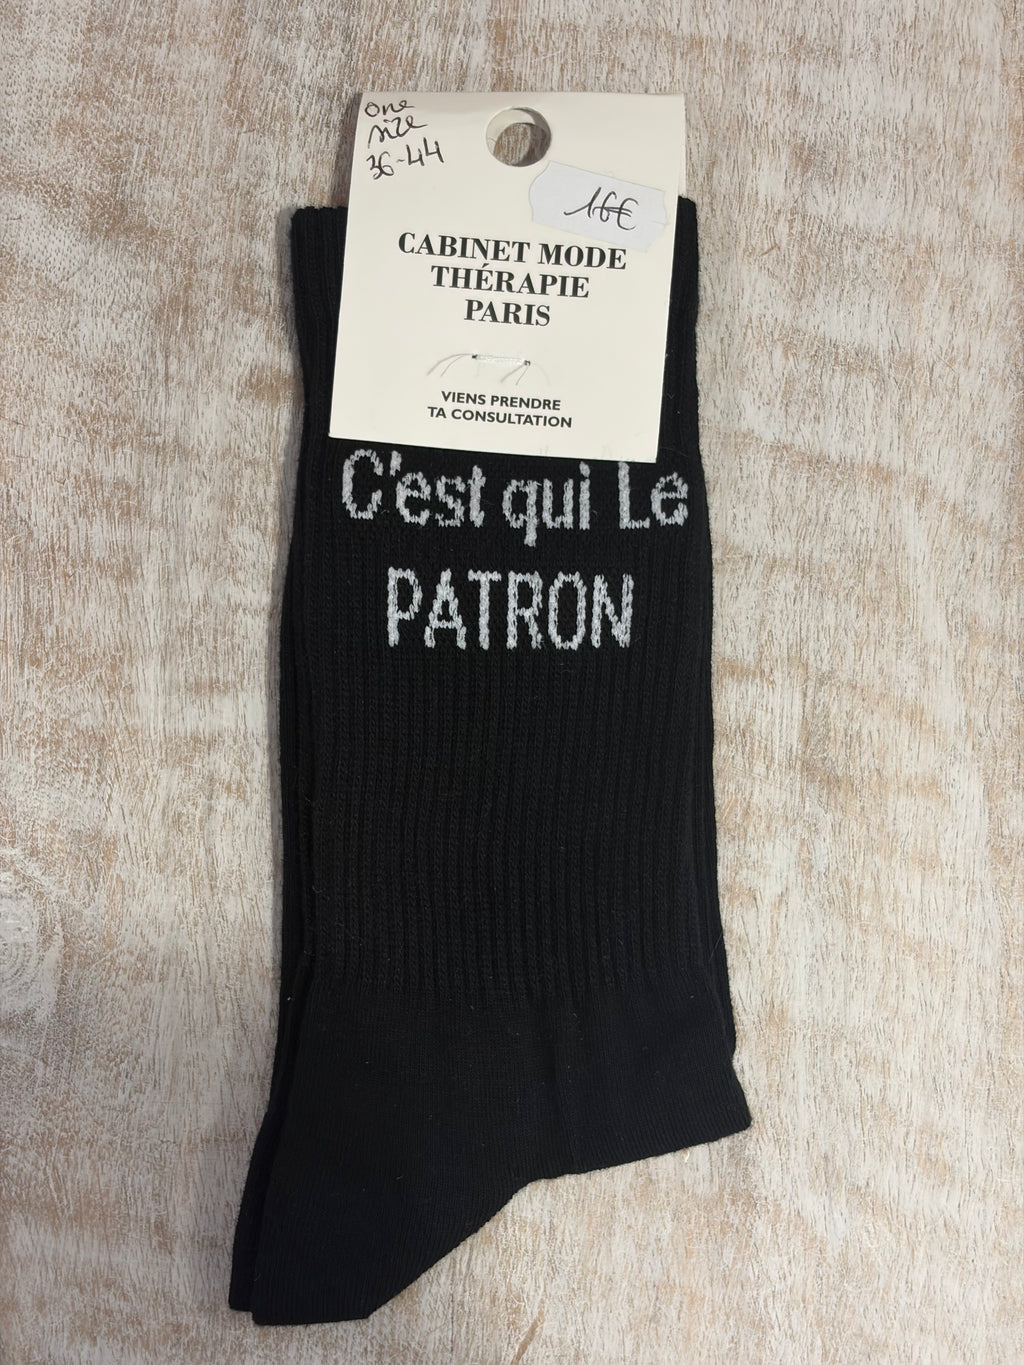 One
size
36-44
16€
CABINET MODE
THÉRAPIE
PARIS
VIENS PRENDRE
TA CONSULTATION
C'est qui Le
PATRON